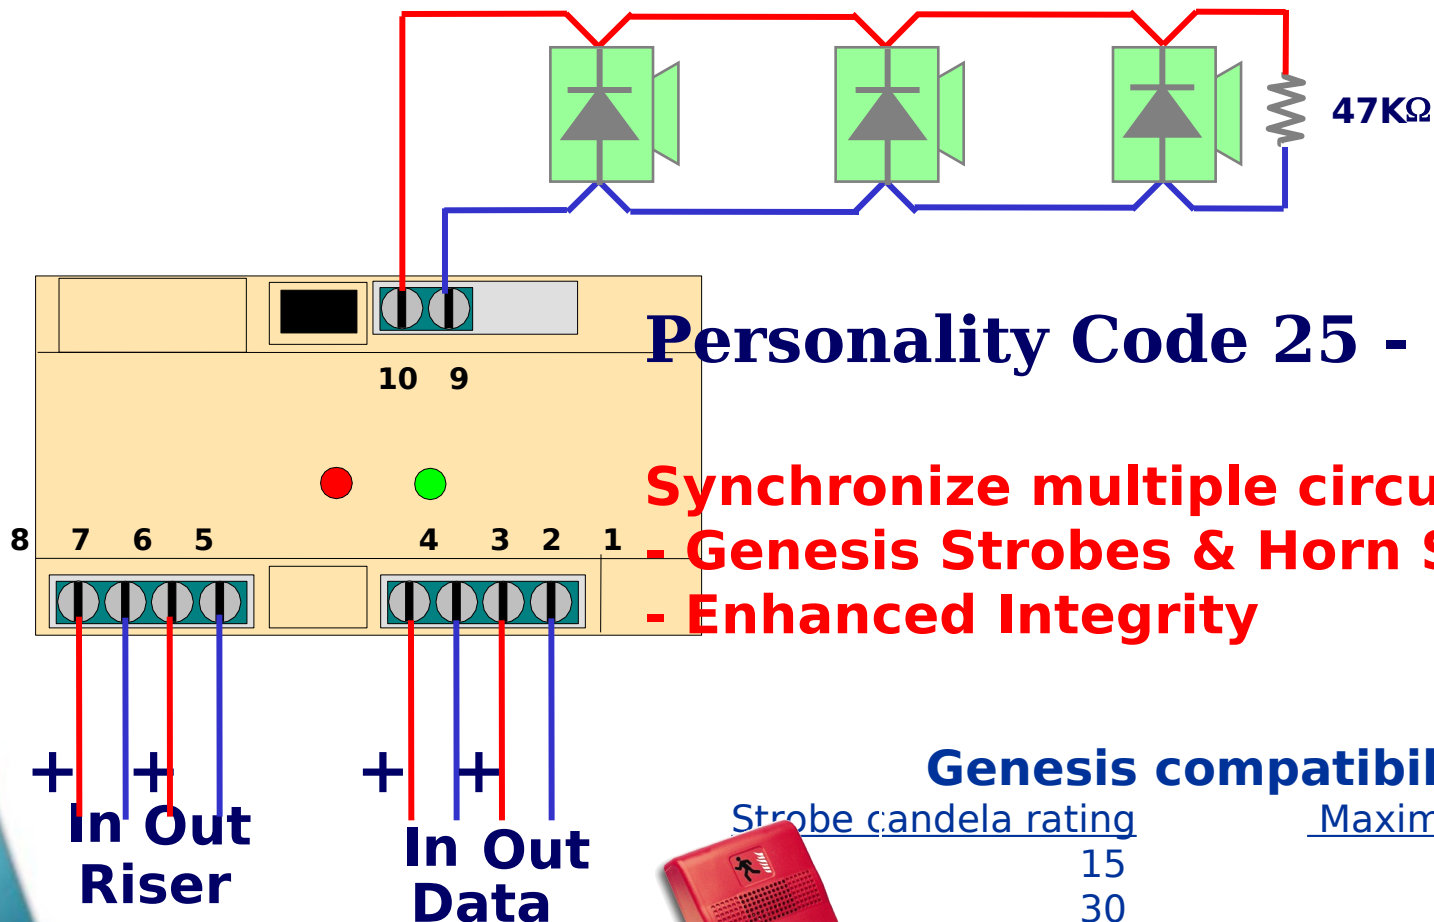 47KΩ
Personality Code 25 -
10 9
Synchronize multiple circu
8 7 6 5 4 3 2 1
- Genesis Strobes & Horn S
- Enhanced Integrity
+ + + +
Genesis compatibil
In Out
Riser
In Out
Data
Strobe candela rating Maxim
15
30